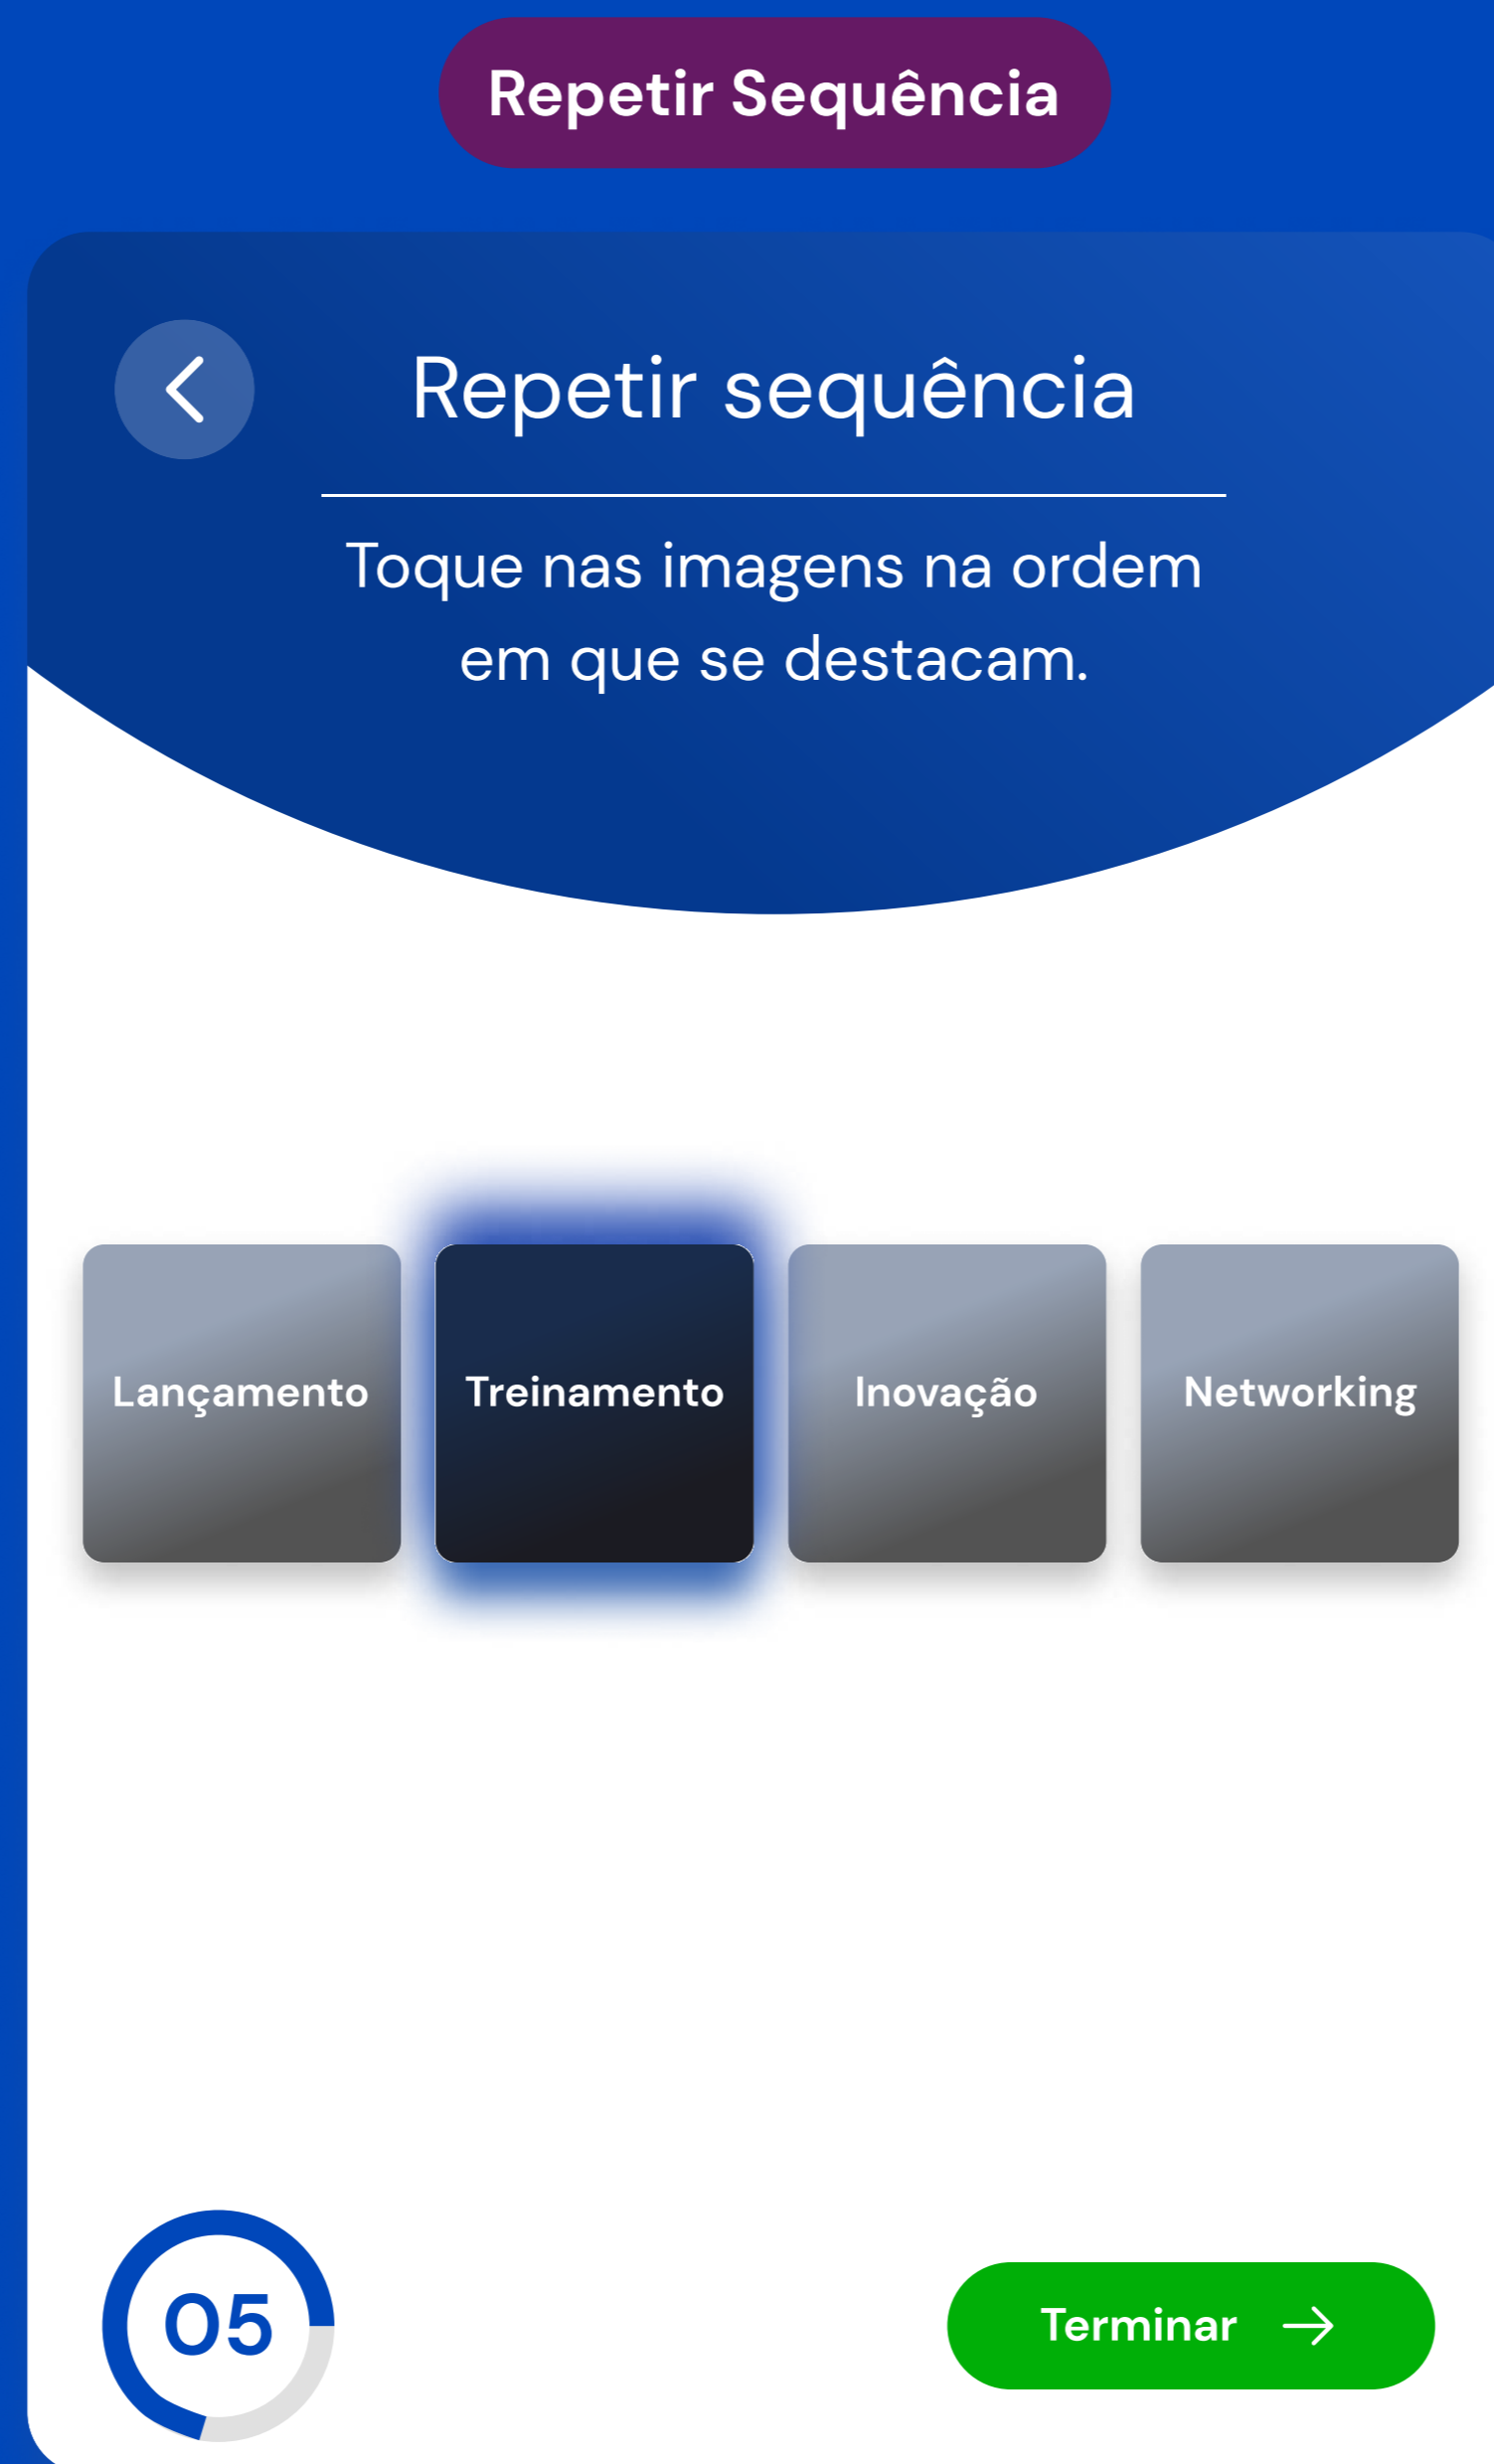 Repetir Sequência
Repetir sequência
Toque nas imagens na ordem
em que se destacam.
Lançamento
Treinamento
Inovação
Networking
05
Terminar